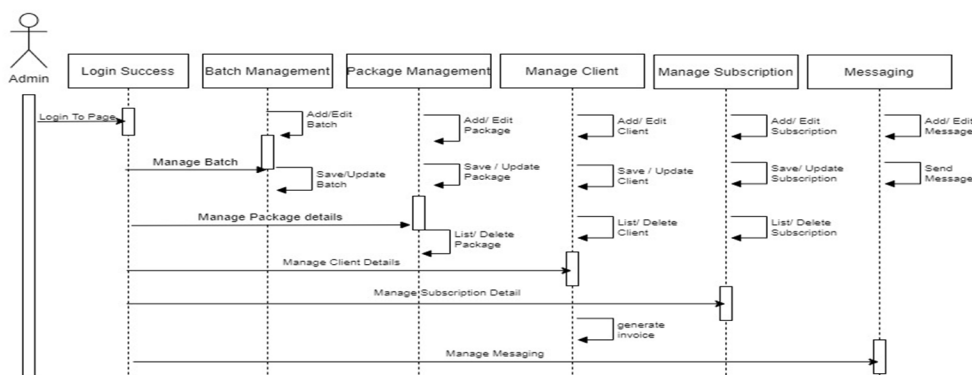 Admin
Login Success
Batch Management
Package Management
Manage Client
Manage Subscription
Messaging
Login To Page
Add/Edit
Batch
Add/ Edit
Package
Add/ Edit
Client
Add/ Edit
Subscription
Add/ Edit
Message
Manage Batch
Save/Update
Batch
Save / Update
Package
Save / Update
Client
Save/ Update
Subscription
Send
Message
Manage Package details
List/ Delete
Package
List/ Delete
Client
List/ Delete
Subscription
Manage Client Details
Manage Subscription Detail
generate
invoice
Manage Mesaging